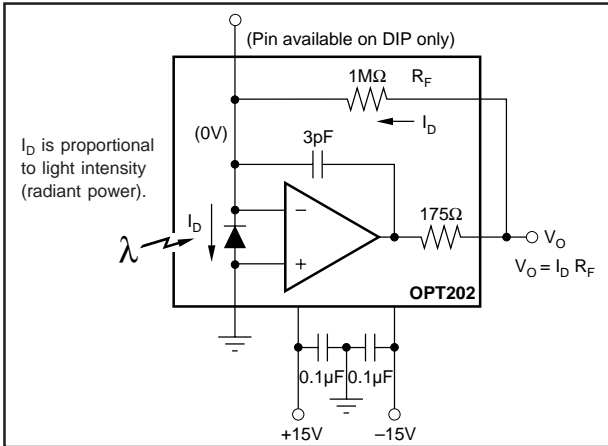 (Pin available on DIP only)
1MΩ R_F
I_D
(0V)
3pF
I_D is proportional
to light intensity
(radiant power).
I_D
λ
–
+
175Ω
V_O
V_O = I_D R_F
OPT202
0.1µF 0.1µF
+15V –15V